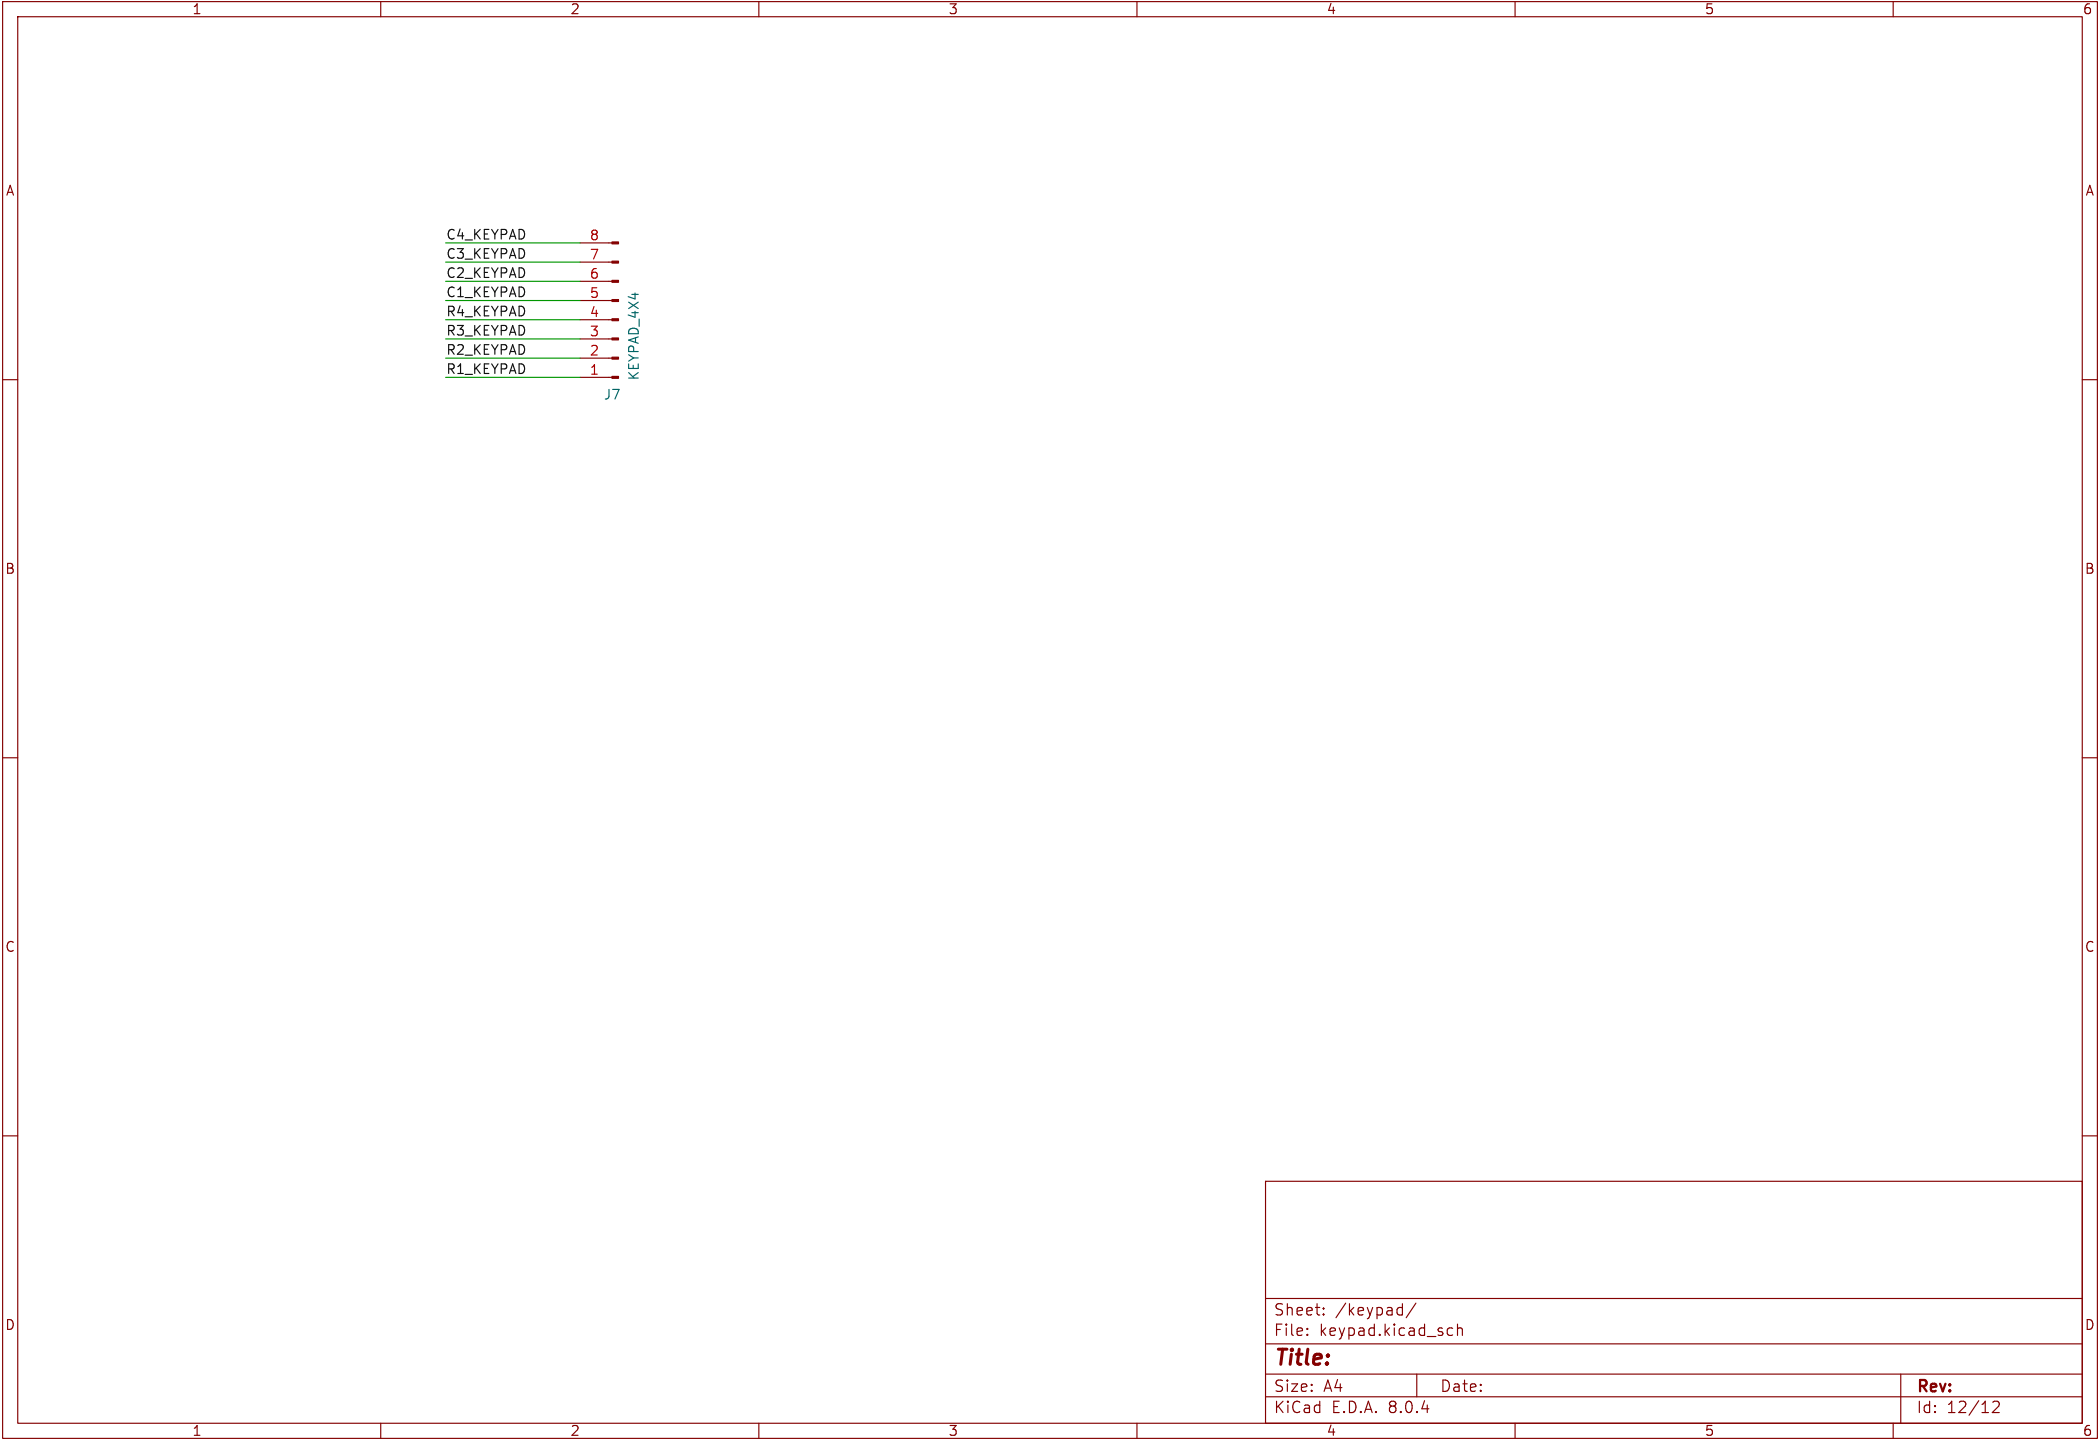 1 2 3 4 5 6
A A
C4_KEYPAD 8
C3_KEYPAD 7
C2_KEYPAD 6
C1_KEYPAD 5
R4_KEYPAD 4
R3_KEYPAD 3
R2_KEYPAD 2
R1_KEYPAD 1
KEYPAD_4X4
J7
B B
C C
Sheet: /keypad/
File: keypad.kicad_sch
D D
Title:
Size: A4 Date: Rev:
KiCad E.D.A. 8.0.4 Id: 12/12
1 2 3 4 5 6